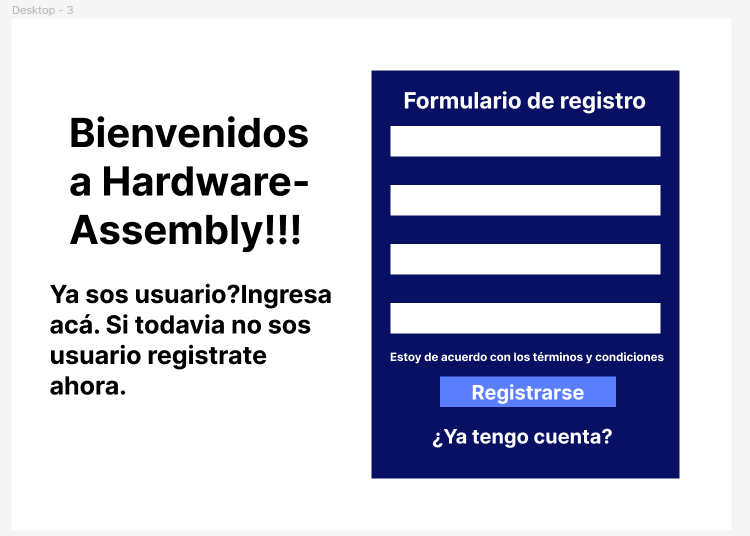 Desktop - 3
Bienvenidos
a Hardware-
Assembly!!!
Ya sos usuario?Ingresa
acá. Si todavia no sos
usuario registrate
ahora.
Formulario de registro
Estoy de acuerdo con los términos y condiciones
Registrarse
¿Ya tengo cuenta?